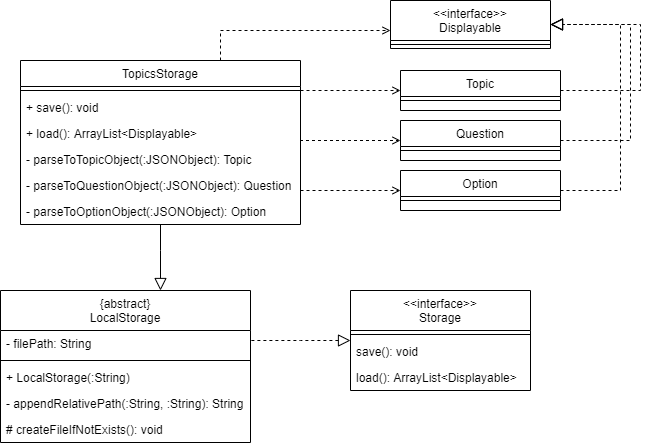 <<interface>>
Displayable
TopicsStorage
+ save(): void
+ load(): ArrayList<Displayable>
- parseToTopicObject(:JSONObject): Topic
- parseToQuestionObject(:JSONObject): Question
- parseToOptionObject(:JSONObject): Option
Topic
Question
Option
{abstract}
LocalStorage
- filePath: String
+ LocalStorage(:String)
- appendRelativePath(:String, :String): String
# createFileIfNotExists(): void
<<interface>>
Storage
save(): void
load(): ArrayList<Displayable>